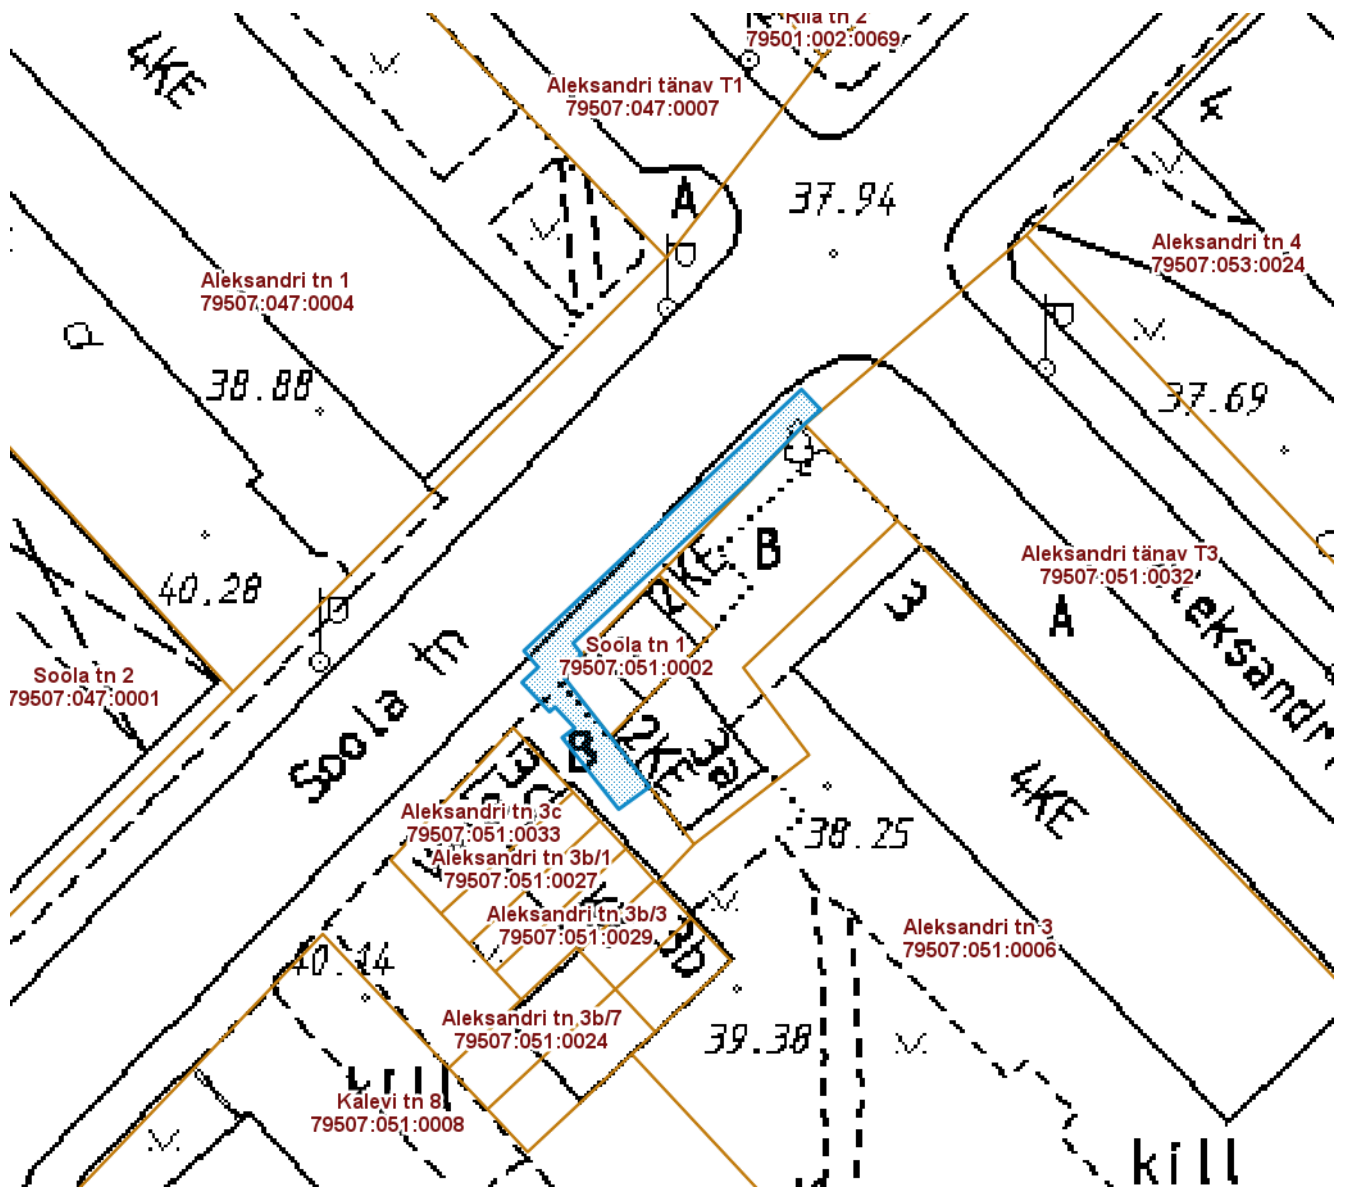 Riia tn 2
79501:002:0069
4KE
Aleksandri tänav T1
79507:047:0007
A
37.94
4
Aleksandri tn 4
79507:053:0024
Aleksandri tn 1
79507:047:0004
38.88
37.69
B
2KE
3
Aleksandri tänav T3
79507:051:0032
A
Aleksandri
40.28
Soola tn
Soola tn 1
79507:051:0002
Soola tn 2
79507:047:0001
B
2KE
3a
4KE
3c
Aleksandri tn 3c
79507:051:0033
38.25
Aleksandri tn 3b/1
79507:051:0027
Aleksandri tn 3b/3
79507:051:0029
3b
Aleksandri tn 3
79507:051:0006
40.14
Aleksandri tn 3b/7
79507:051:0024
39.38
Kalevi tn 8
79507:051:0008
kill